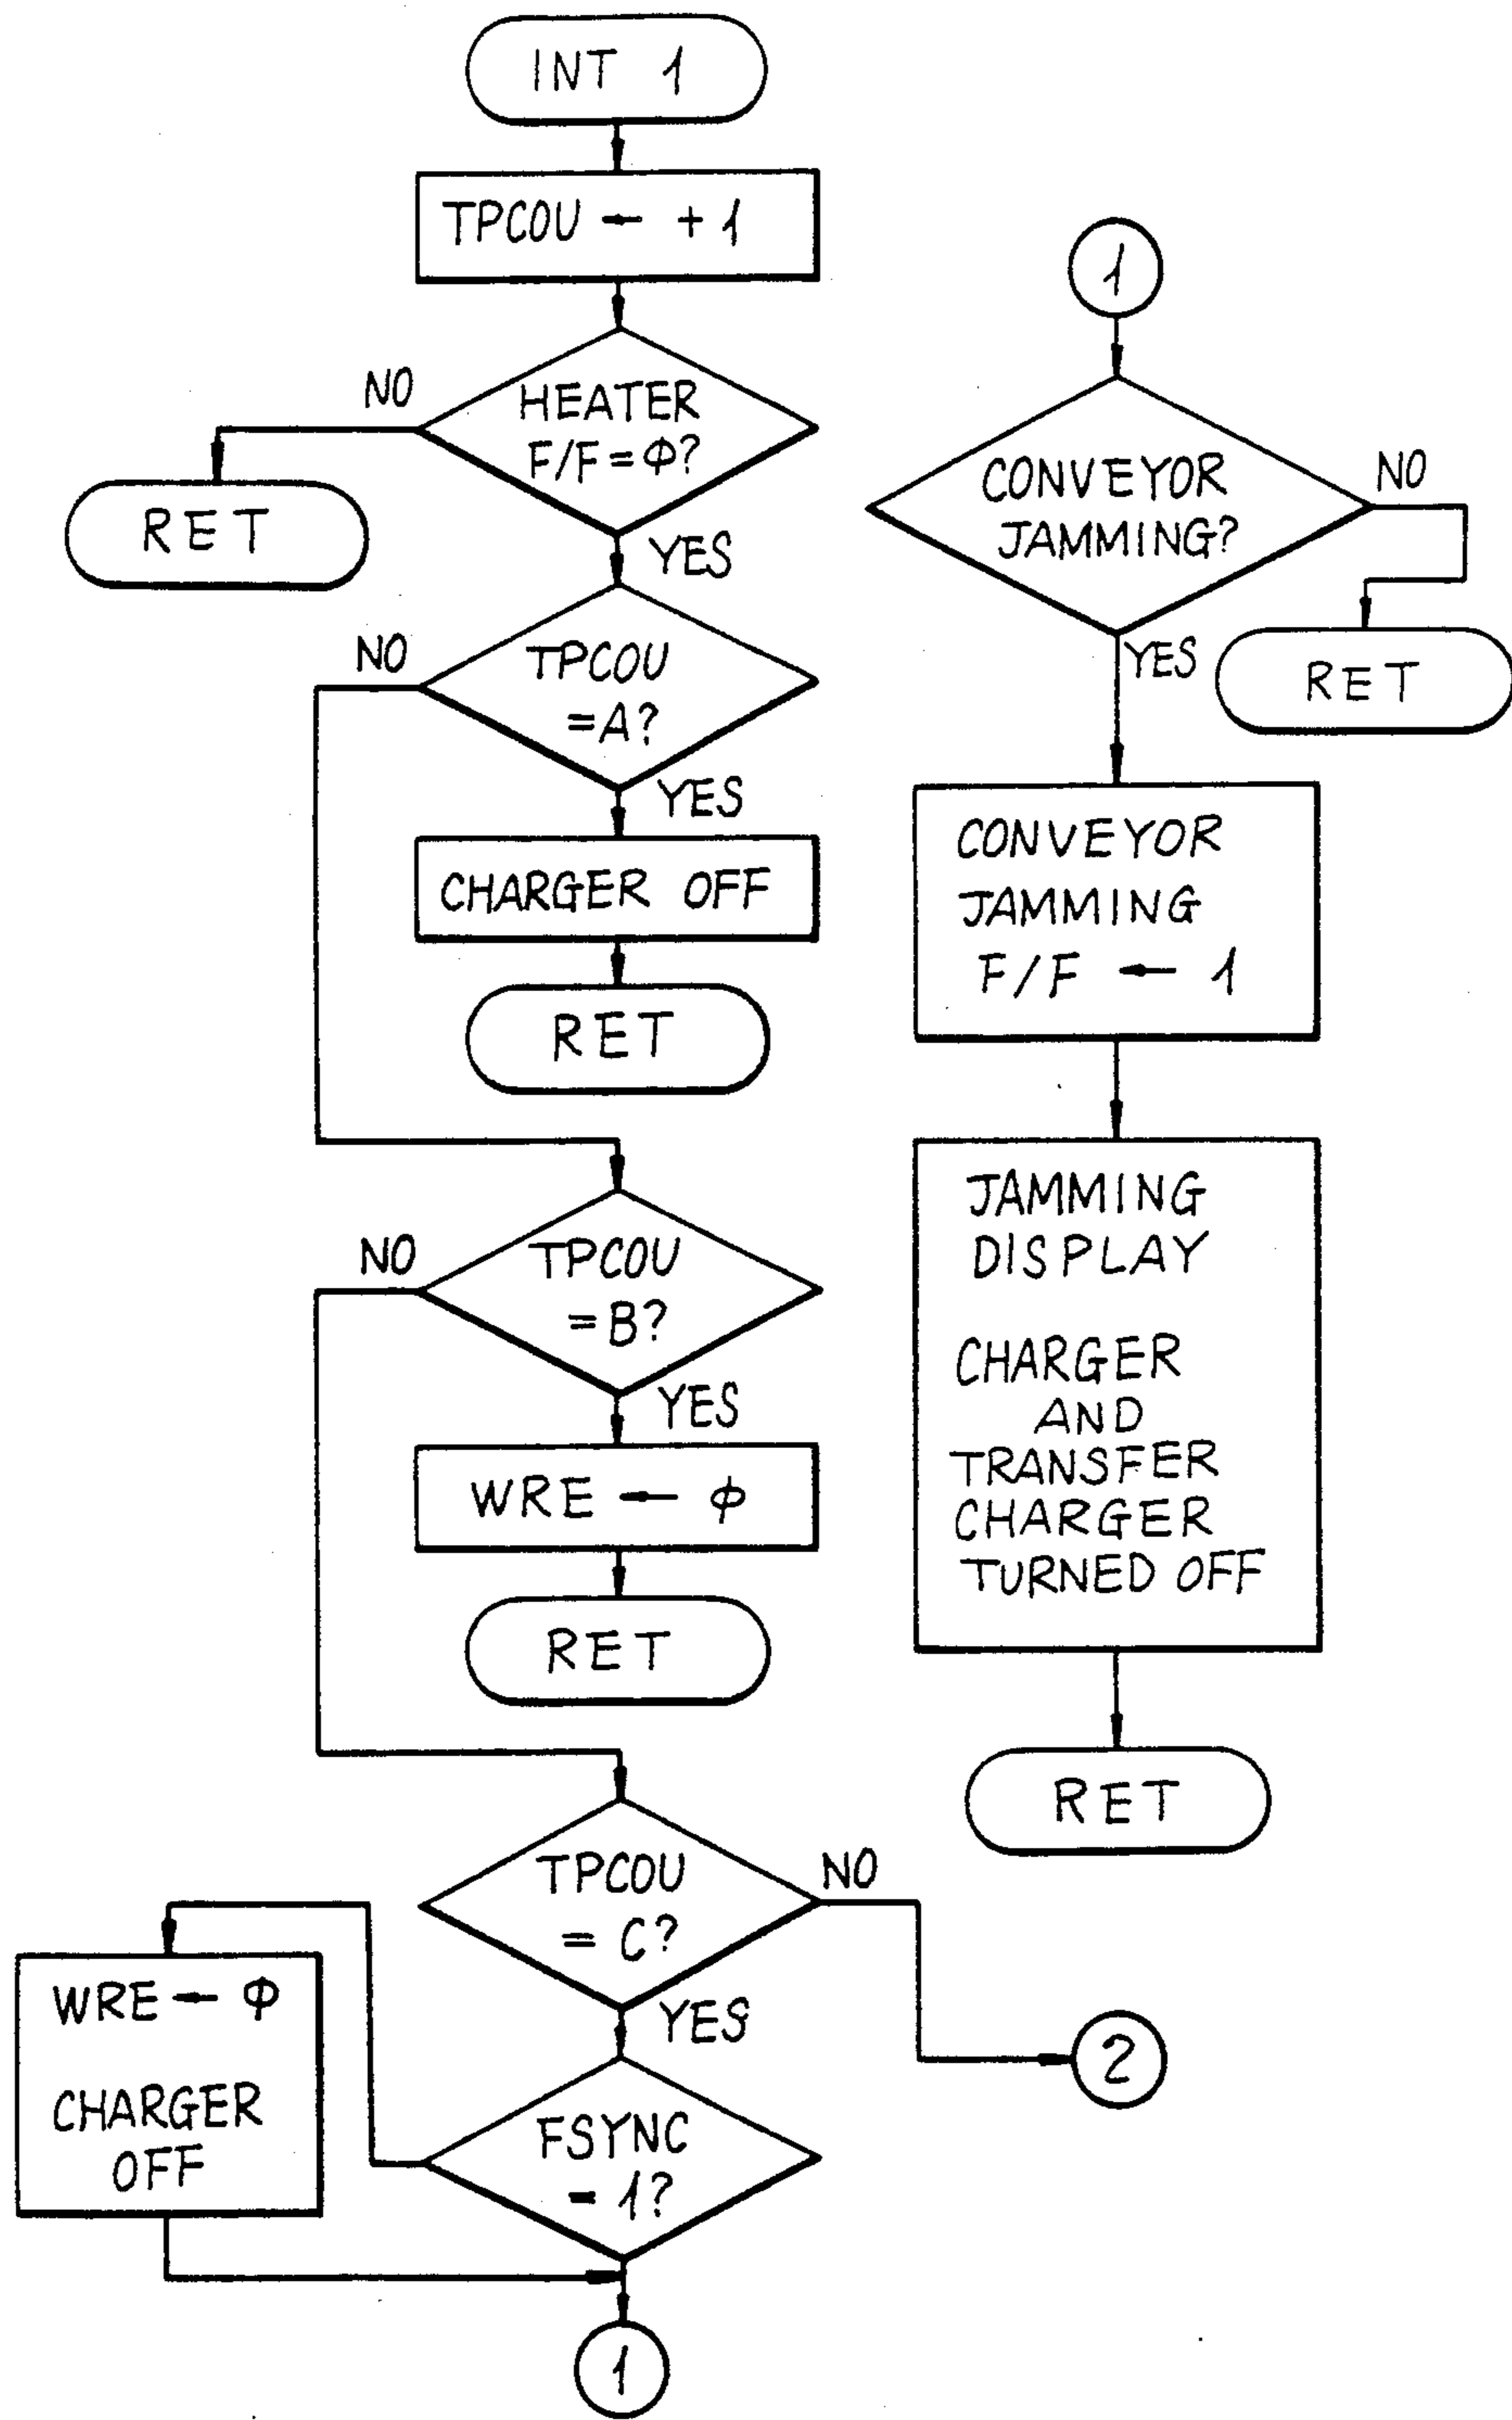 INT 1
TPCOU ← +1
HEATER
F/F=Φ?
NO
YES
RET
TPCOU
=A?
NO
YES
CHARGER OFF
RET
TPCOU
=B?
NO
YES
WRE ← Φ
RET
TPCOU
= C?
NO
YES
2
FSYNC
= 1?
WRE ← Φ
CHARGER
OFF
1
1
CONVEYOR
JAMMING?
NO
YES
RET
CONVEYOR
JAMMING
F/F ← 1
JAMMING
DISPLAY
CHARGER
AND
TRANSFER
CHARGER
TURNED OFF
RET